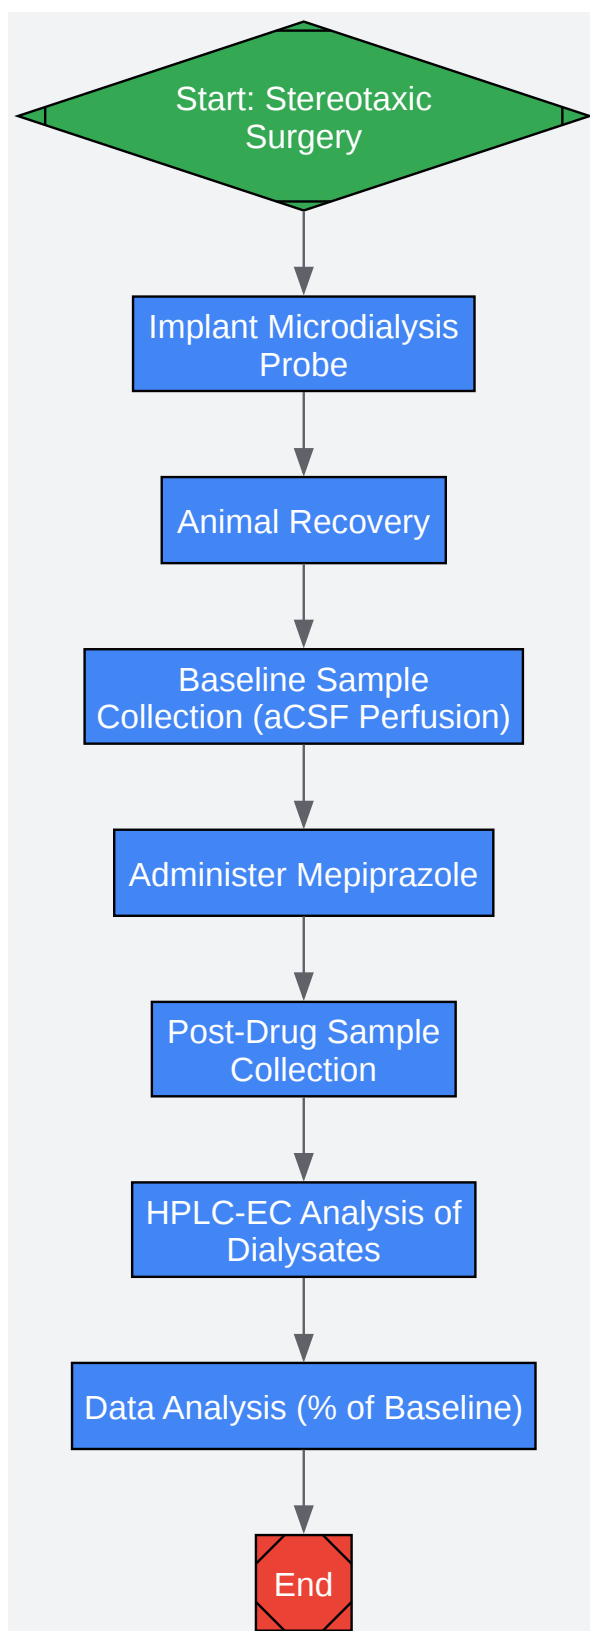 Start: Stereotaxic
Surgery
Implant Microdialysis
Probe
Animal Recovery
Baseline Sample
Collection (aCSF Perfusion)
Administer Mepiprazole
Post-Drug Sample
Collection
HPLC-EC Analysis of
Dialysates
Data Analysis (% of Baseline)
End